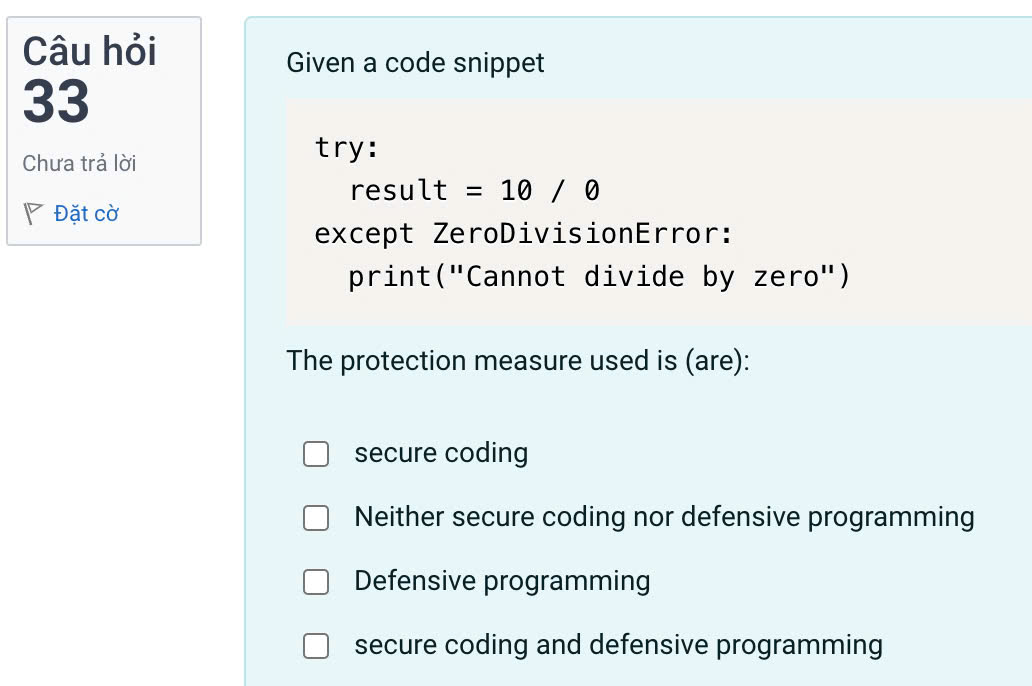 Câu hỏi
33
Chưa trả lời
Đặt cờ
Given a code snippet
try:
  result = 10 / 0
except ZeroDivisionError:
  print("Cannot divide by zero")
The protection measure used is (are):
secure coding
Neither secure coding nor defensive programming
Defensive programming
secure coding and defensive programming